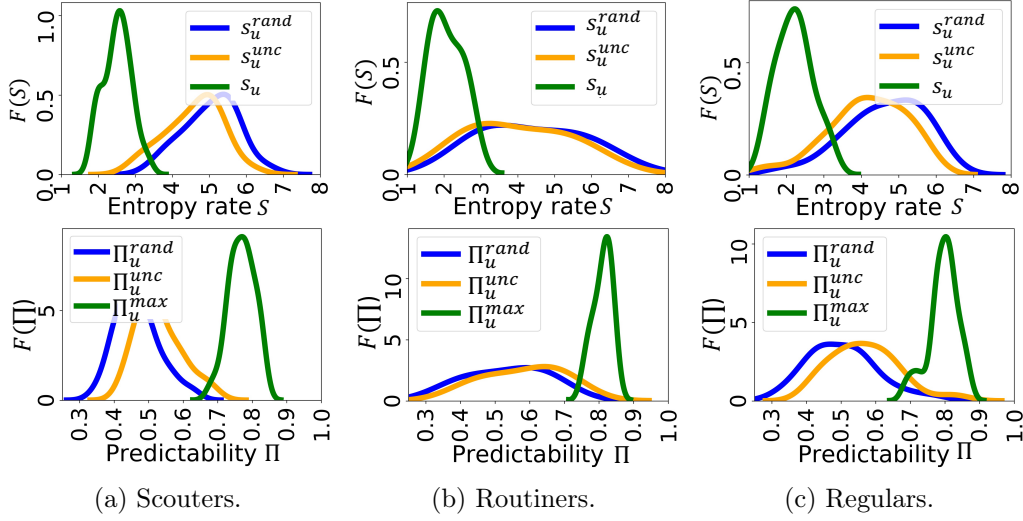 1.0
0.5
0.0
F(S)
S_u^{rand}
S_u^{unc}
S_u
1 2 3 4 5 6 7 8
Entropy rate S
0.5
0.0
F(S)
S_u^{rand}
S_u^{unc}
S_u
1 2 3 4 5 6 7 8
Entropy rate S
0.5
0.0
F(S)
S_u^{rand}
S_u^{unc}
S_u
1 2 3 4 5 6 7 8
Entropy rate S
5
0
F(∏)
Π_u^{rand}
Π_u^{unc}
Π_u^{max}
0.3 0.4 0.5 0.6 0.7 0.8 0.9 1.0
Predictability Π
10
5
0
F(∏)
Π_u^{rand}
Π_u^{unc}
Π_u^{max}
0.3 0.4 0.5 0.6 0.7 0.8 0.9 1.0
Predictability Π
10
5
0
F(∏)
Π_u^{rand}
Π_u^{unc}
Π_u^{max}
0.3 0.4 0.5 0.6 0.7 0.8 0.9 1.0
Predictability Π
(a) Scouters.
(b) Routiners.
(c) Regulars.